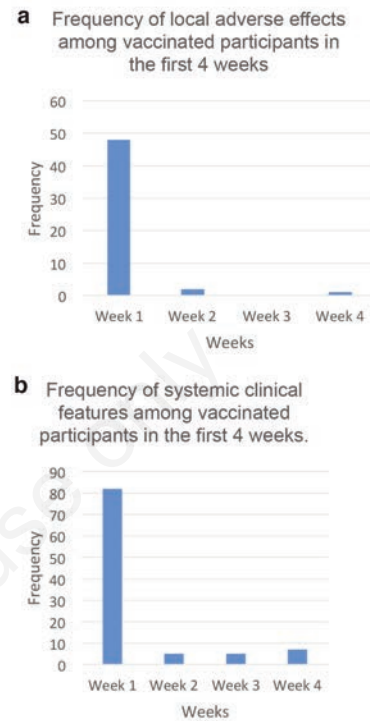 a Frequency of local adverse effects
among vaccinated participants in
the first 4 weeks
60
50
40
30
20
10
0
Frequency
Week 1 Week 2 Week 3 Week 4
Weeks
b Frequency of systemic clinical
features among vaccinated
participants in the first 4 weeks.
90
80
70
60
50
40
30
20
10
0
Frequency
Week 1 Week 2 Week 3 Week 4
Weeks
use only